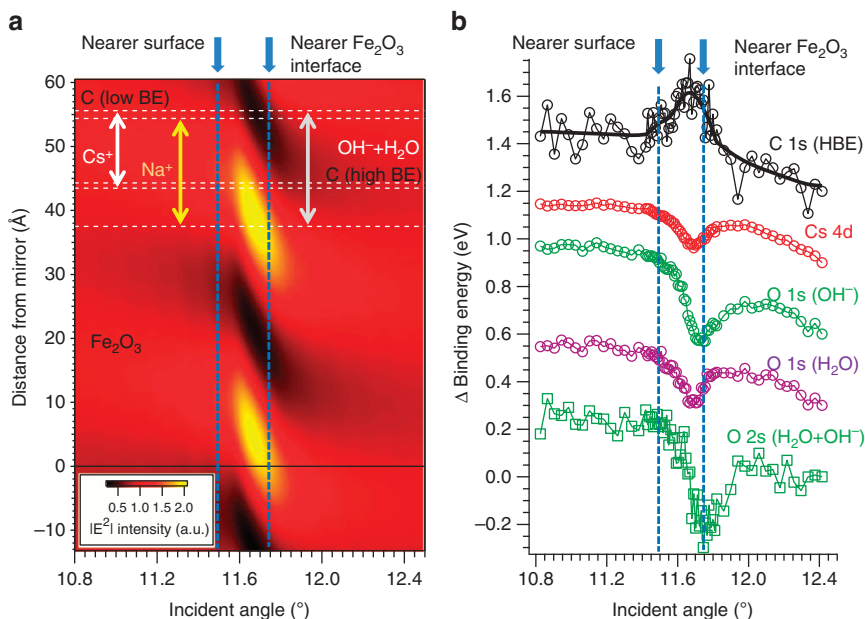 a
Nearer surface
Nearer Fe₂O₃
interface
60
50
40
30
20
10
0
−10
Distance from mirror (Å)
C (low BE)
Cs⁺
Na⁺
OH⁻+H₂O
C (high BE)
Fe₂O₃
0.5 1.0 1.5 2.0
|E²| intensity (a.u.)
10.8 11.2 11.6 12.0 12.4
Incident angle (°)
b
Nearer surface
Nearer Fe₂O₃
interface
1.6
1.4
1.2
1.0
0.8
0.6
0.4
0.2
0.0
−0.2
Δ Binding energy (eV)
C 1s (HBE)
Cs 4d
O 1s (OH⁻)
O 1s (H₂O)
O 2s (H₂O+OH⁻)
10.8 11.2 11.6 12.0 12.4
Incident angle (°)